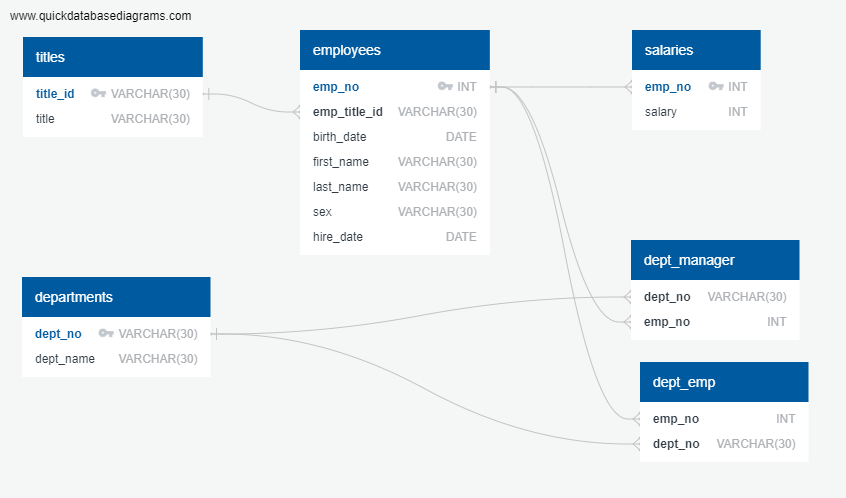 www.quickdatabasediagrams.com
titles
title_id VARCHAR(30)
title VARCHAR(30)
employees
emp_no INT
emp_title_id VARCHAR(30)
birth_date DATE
first_name VARCHAR(30)
last_name VARCHAR(30)
sex VARCHAR(30)
hire_date DATE
salaries
emp_no INT
salary INT
departments
dept_no VARCHAR(30)
dept_name VARCHAR(30)
dept_manager
dept_no VARCHAR(30)
emp_no INT
dept_emp
emp_no INT
dept_no VARCHAR(30)